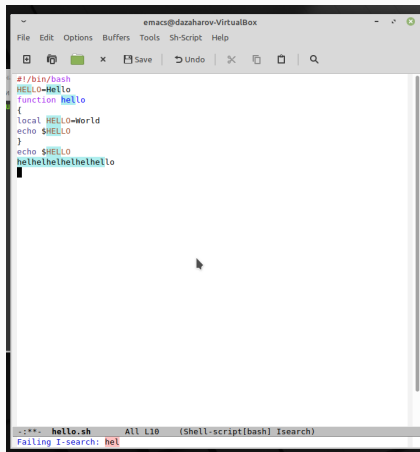 emacs@dazaharov-VirtualBox
File Edit Options Buffers Tools Sh-Script Help
Save Undo
#!/bin/bash
HELLO=Hello
function hello
{
local HELLO=World
echo $HELLO
}
echo $HELLO
helhelhelhelhelhello
-:**- hello.sh All L10 (Shell-script[bash] Isearch)
Failing I-search: hel